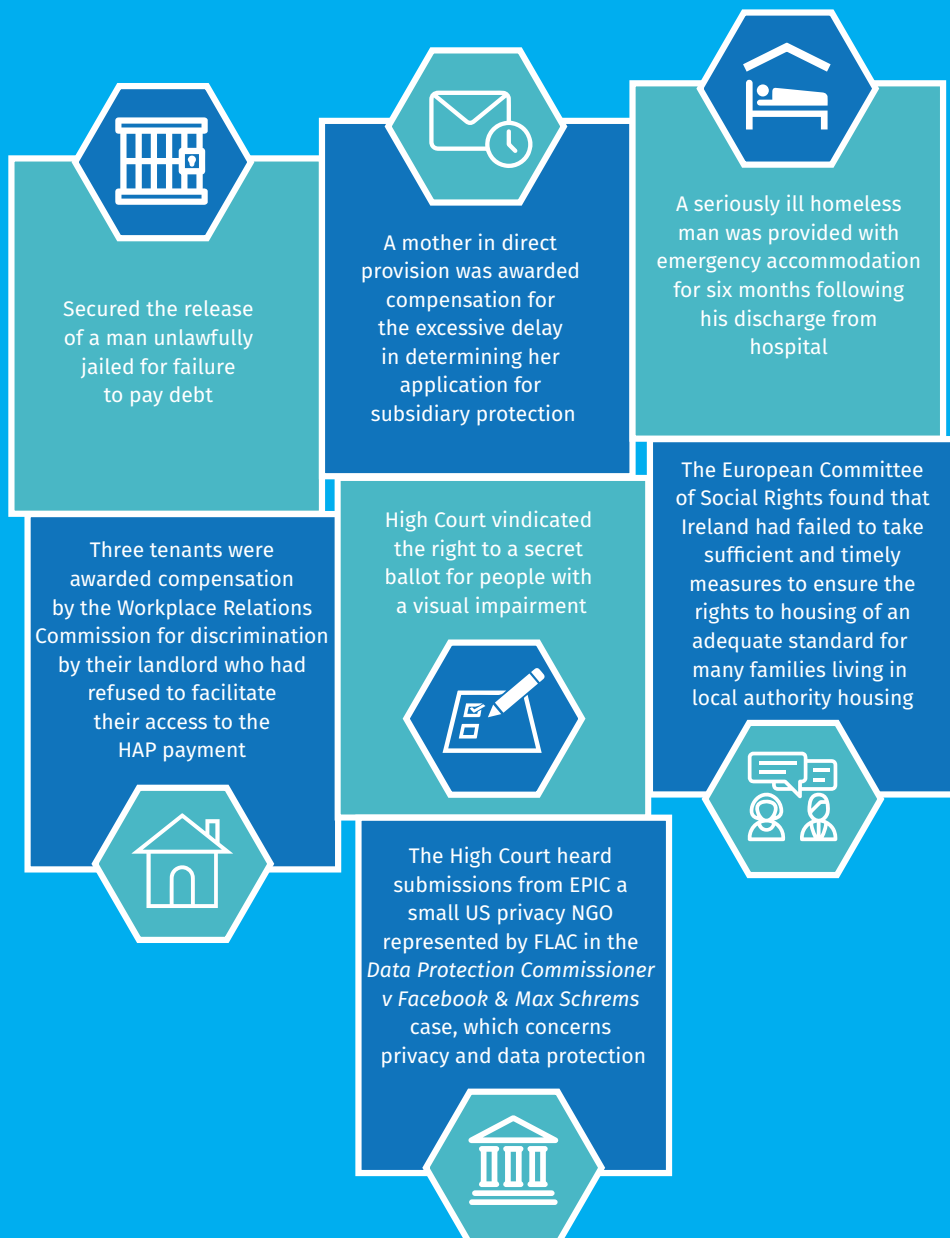 Secured the release
of a man unlawfully
jailed for failure
to pay debt
A mother in direct
provision was awarded
compensation for
the excessive delay
in determining her
application for
subsidiary protection
A seriously ill homeless
man was provided with
emergency accommodation
for six months following
his discharge from
hospital
Three tenants were
awarded compensation
by the Workplace Relations
Commission for discrimination
by their landlord who had
refused to facilitate
their access to the
HAP payment
High Court vindicated
the right to a secret
ballot for people with
a visual impairment
The European Committee
of Social Rights found that
Ireland had failed to take
sufficient and timely
measures to ensure the
rights to housing of an
adequate standard for
many families living in
local authority housing
The High Court heard
submissions from EPIC a
small US privacy NGO
represented by FLAC in the
Data Protection Commissioner
v Facebook & Max Schrems
case, which concerns
privacy and data protection